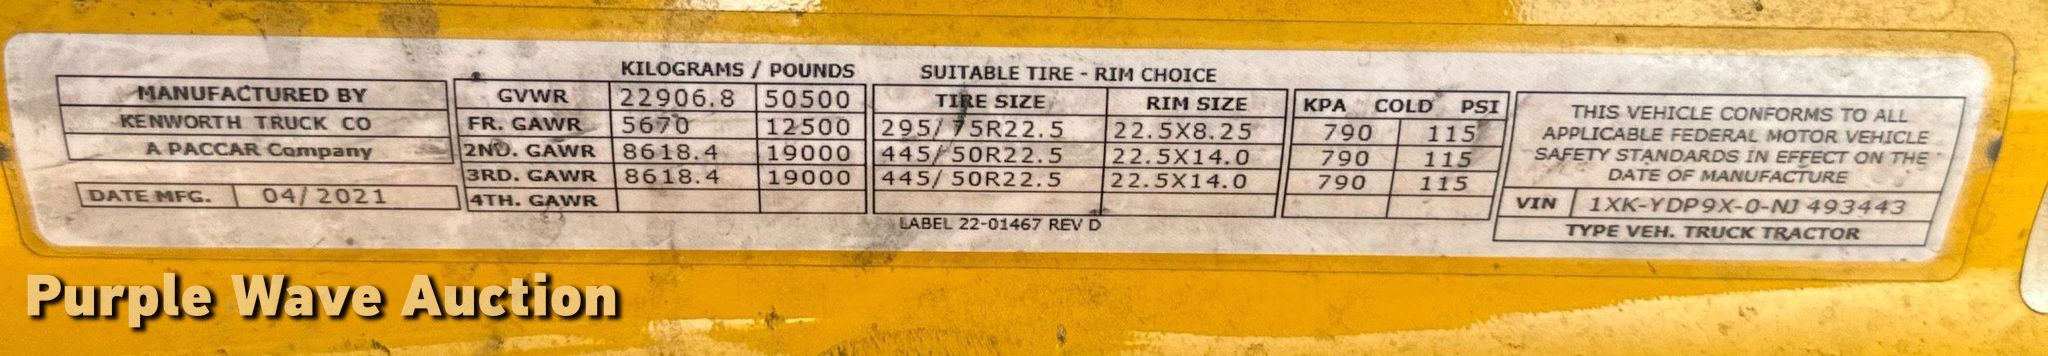 KILOGRAMS / POUNDS SUITABLE TIRE - RIM CHOICE
MANUFACTURED BY GVWR 22906.8 50500 TIRE SIZE RIM SIZE KPA COLD PSI
KENWORTH TRUCK CO FR. GAWR 5670 12500 295/75R22.5 22.5X8.25 790 115
A PACCAR Company 2ND. GAWR 8618.4 19000 445/50R22.5 22.5X14.0 790 115
3RD. GAWR 8618.4 19000 445/50R22.5 22.5X14.0 790 115
DATE MFG. 04/2021 4TH. GAWR
LABEL 22-01467 REV D
THIS VEHICLE CONFORMS TO ALL
APPLICABLE FEDERAL MOTOR VEHICLE
SAFETY STANDARDS IN EFFECT ON THE
DATE OF MANUFACTURE
VIN 1XK-YDP9X-0-NJ 493443
TYPE VEH. TRUCK TRACTOR
Purple Wave Auction